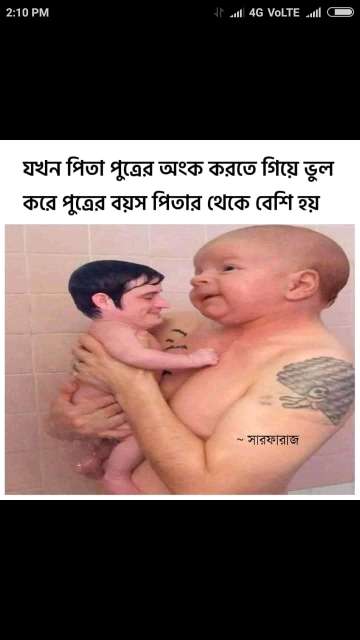 2:10 PM 4G VoLTE
যখন পিতা পুত্রের অংক করতে গিয়ে ভুল
করে পুত্রের বয়স পিতার থেকে বেশি হয়
~ সারফারাজ